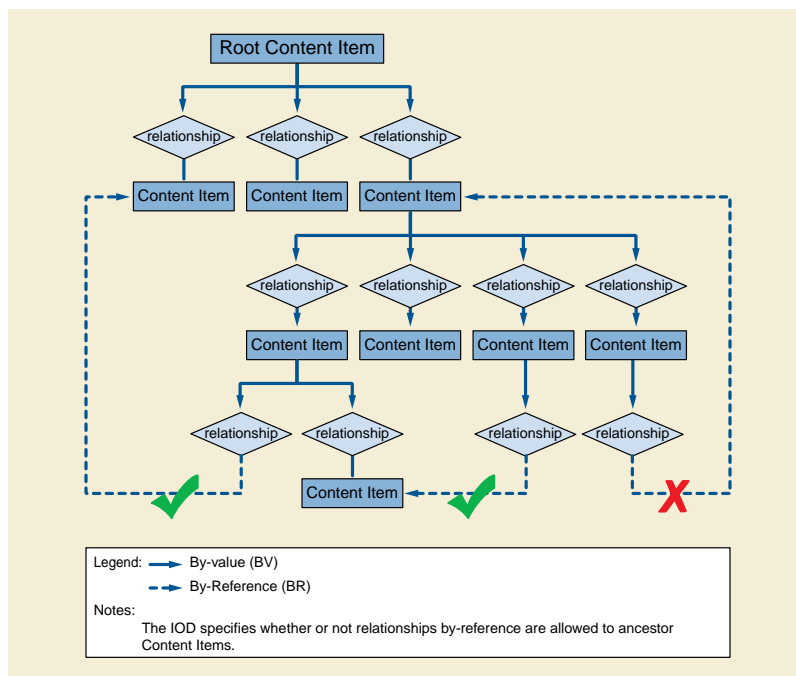 Root Content Item
relationship
relationship
relationship
Content Item
Content Item
Content Item
relationship
relationship
relationship
relationship
Content Item
Content Item
Content Item
Content Item
relationship
relationship
relationship
relationship
Content Item
X
Legend:
By-value (BV)
By-Reference (BR)
Notes:
The IOD specifies whether or not relationships by-reference are allowed to ancestor
Content Items.